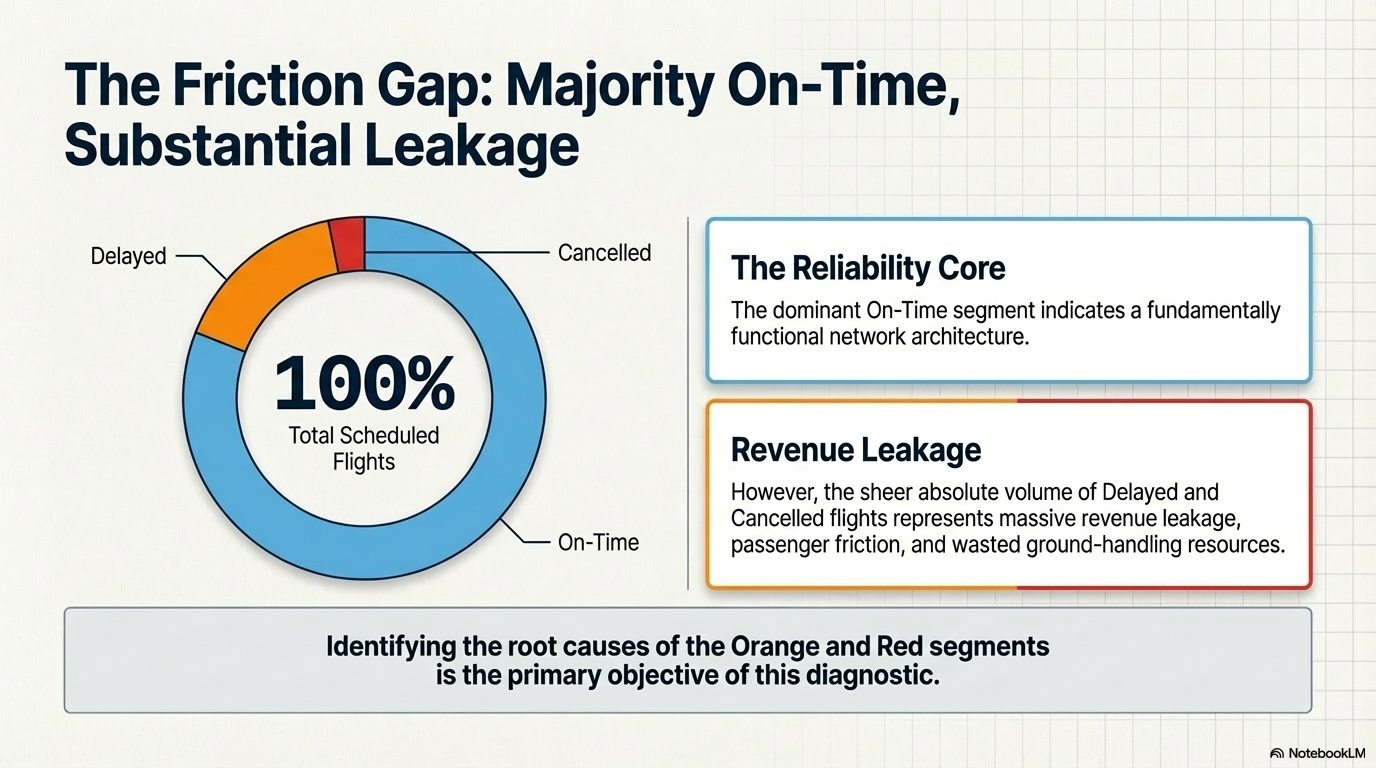 The Friction Gap: Majority On-Time,
Substantial Leakage
Delayed
Cancelled
100%
Total Scheduled
Flights
On-Time
The Reliability Core
The dominant On-Time segment indicates a fundamentally
functional network architecture.
Revenue Leakage
However, the sheer absolute volume of Delayed and
Cancelled flights represents massive revenue leakage,
passenger friction, and wasted ground-handling resources.
Identifying the root causes of the Orange and Red segments
is the primary objective of this diagnostic.
NotebookLM